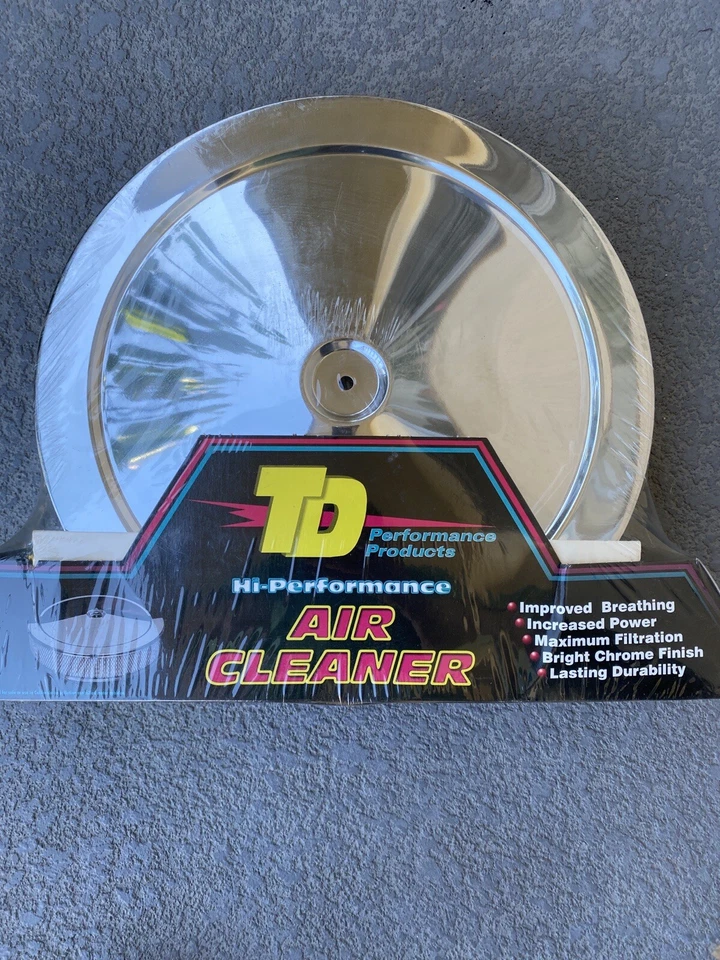 TD
Performance
Products
Hi-Performance
AIR
CLEANER
Improved Breathing
Increased Power
Maximum Filtration
Bright Chrome Finish
Lasting Durability